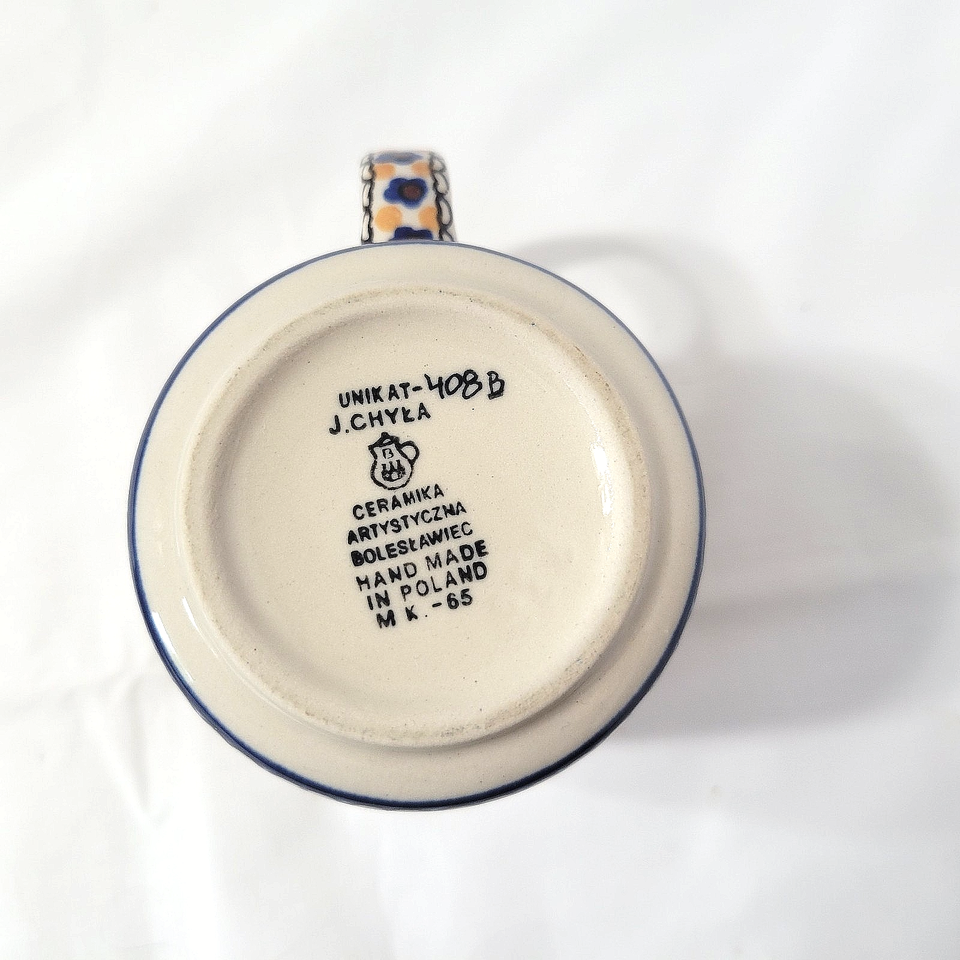 UNIKAT-408B
J.CHYŁA
B
CERAMIKA
ARTYSTYCZNA
BOLESŁAWIEC
HAND MADE
IN POLAND
M K.-65